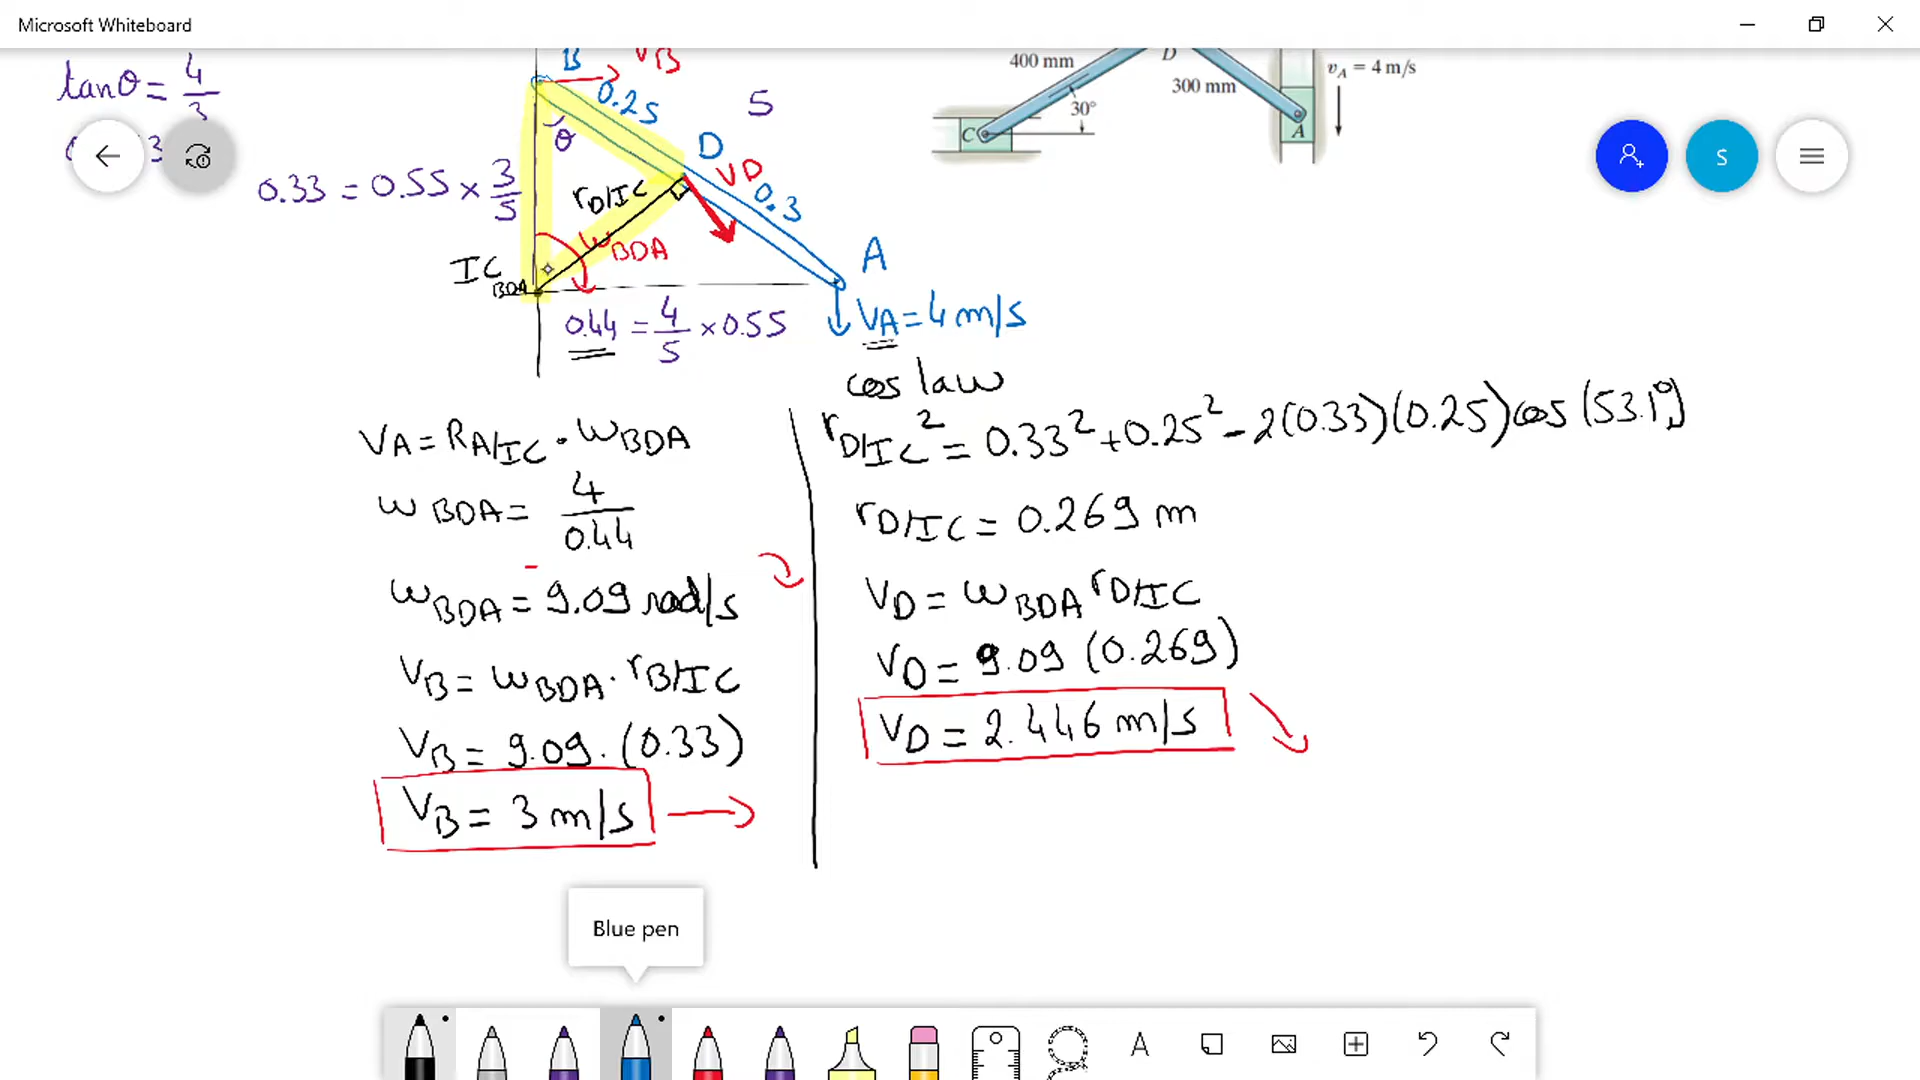 Microsoft Whiteboard
tanθ = 4/3
B
VB
0.25
5
θ
D
VD
0.3
0.33 = 0.55 × 3/5
rD/IC
ωBDA
IC BDA
A
0.44 = 4/5 × 0.55
VA = 4 m/s
400 mm
D
300 mm
vA = 4 m/s
30°
C
A
S
cos law
VA = RA/IC · ωBDA
ωBDA = 4/0.44
ωBDA = 9.09 rad/s
VB = ωBDA · rB/IC
VB = 9.09 · (0.33)
VB = 3 m/s
rD/IC² = 0.33² + 0.25² - 2(0.33)(0.25)cos(53.1°)
rD/IC = 0.269 m
VD = ωBDA rD/IC
VD = 9.09 (0.269)
VD = 2.446 m/s
Blue pen
A